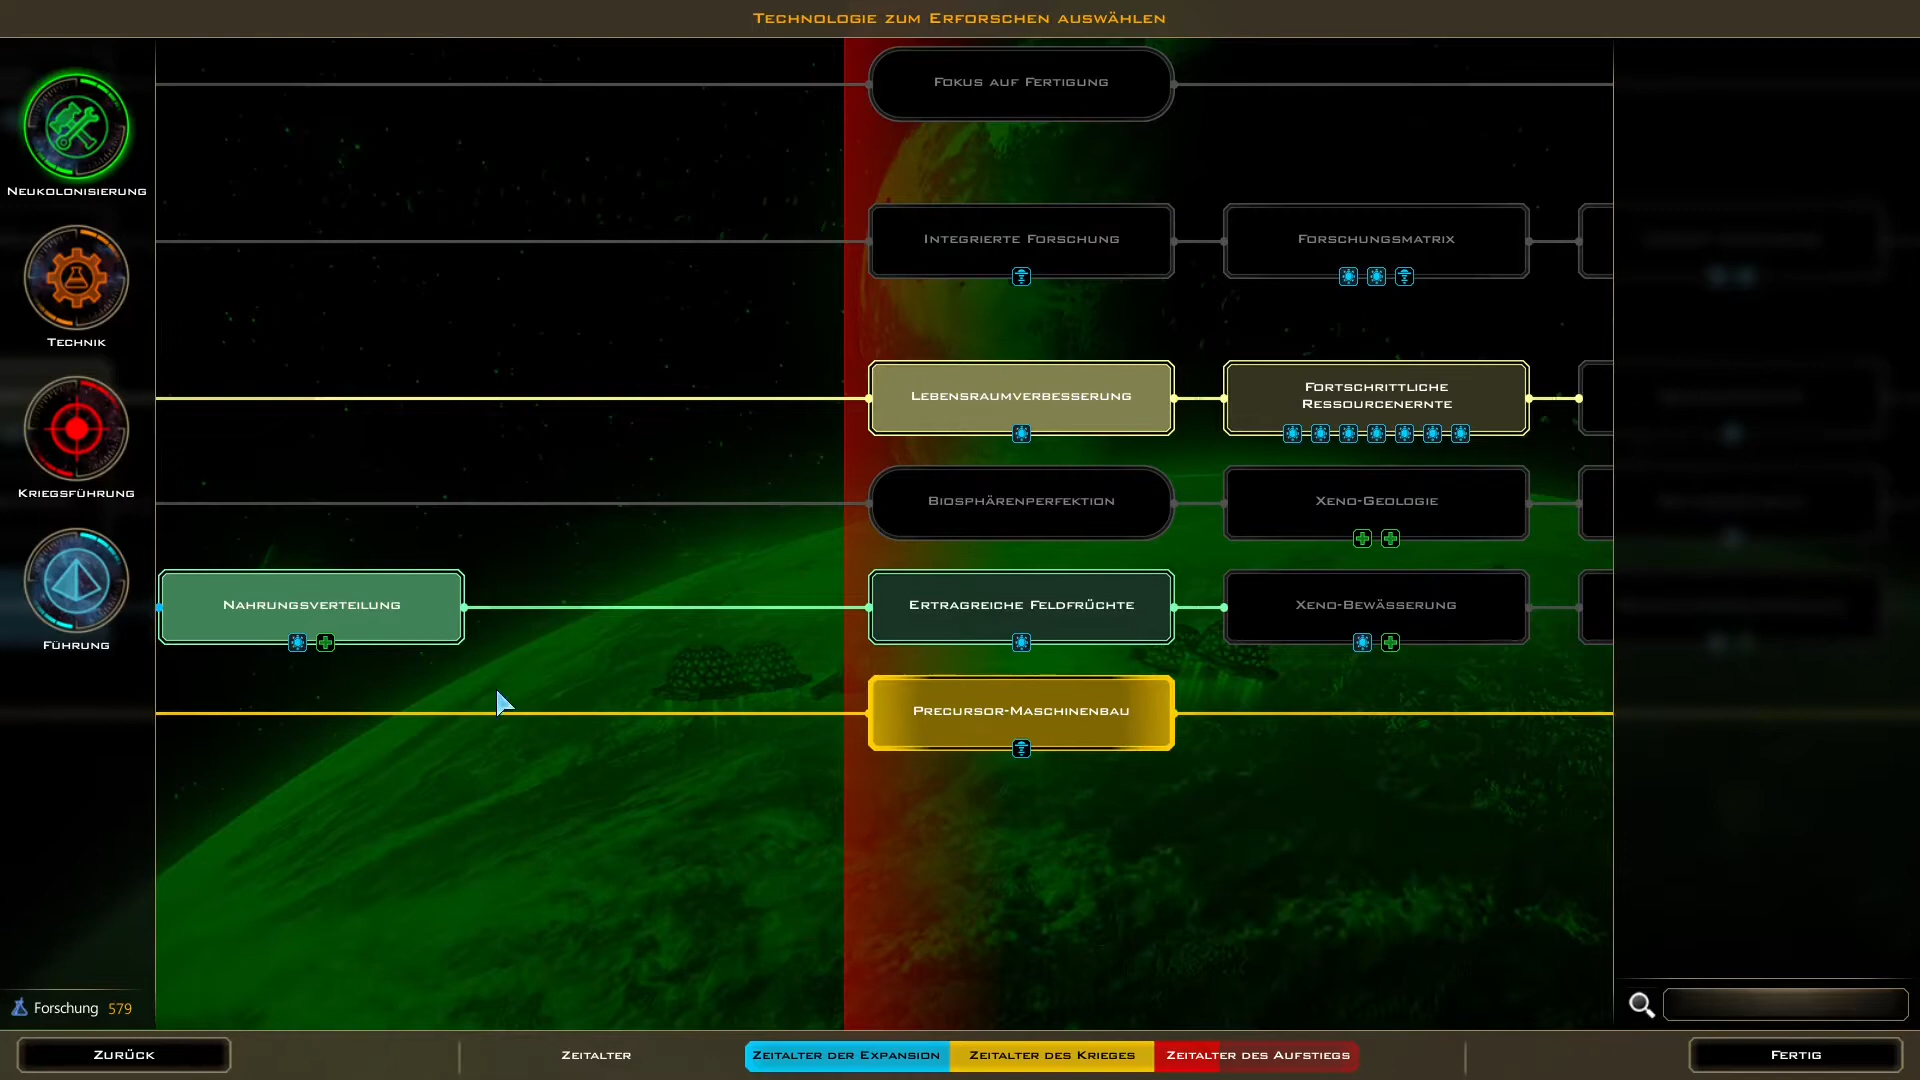 Technologie zum Erforschen auswählen
Neukolonisierung
Technik
Kriegsführung
Führung
Fokus auf Fertigung
Integrierte Forschung
Forschungsmatrix
Lebensraumverbesserung
Fortschrittliche
Ressourcenernte
Biosphärenperfektion
Xeno-Geologie
Nahrungsverteilung
Ertragreiche Feldfrüchte
Xeno-Bewässerung
Precursor-Maschinenbau
Forschung 579
Zurück
Zeitalter
Zeitalter der Expansion
Zeitalter des Krieges
Zeitalter des Aufstiegs
Fertig